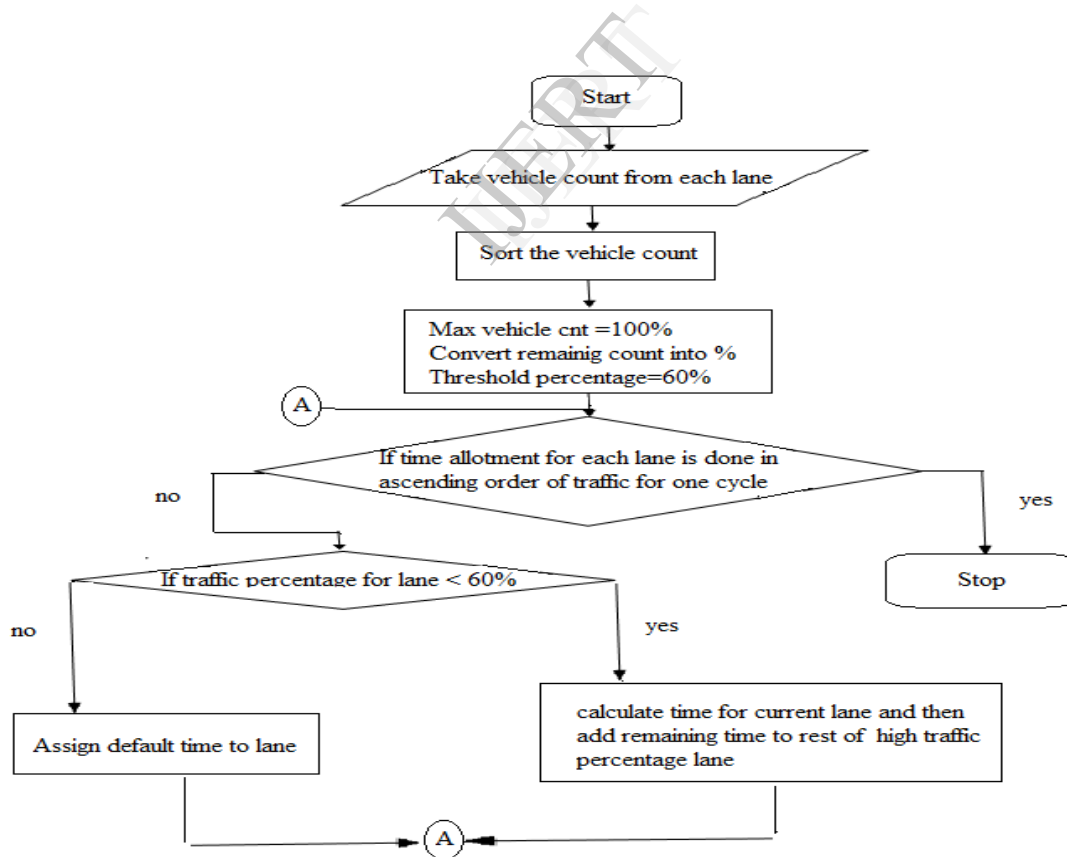 IJERT
Start
Take vehicle count from each lane
Sort the vehicle count
Max vehicle cnt =100%
Convert remainig count into %
Threshold percentage=60%
A
If time allotment for each lane is done in
ascending order of traffic for one cycle
no
yes
If traffic percentage for lane < 60%
Stop
no
yes
Assign default time to lane
calculate time for current lane and then
add remaining time to rest of high traffic
percentage lane
A